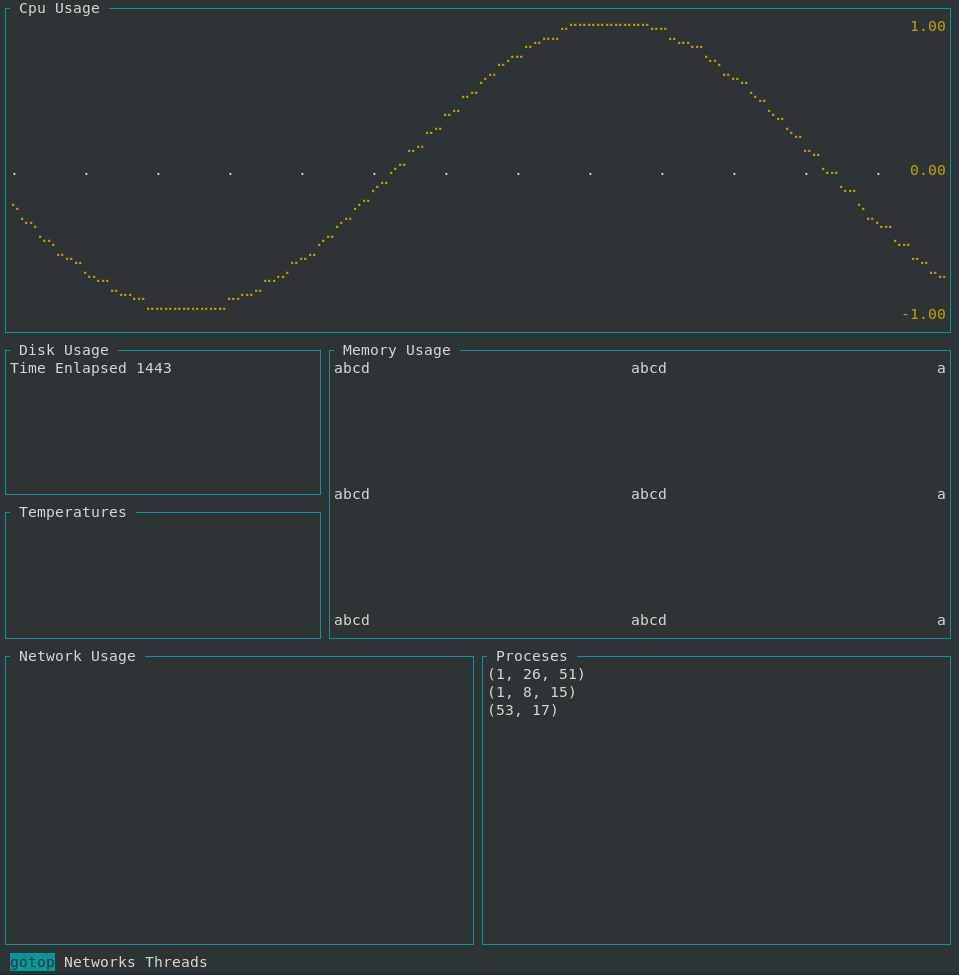 Cpu Usage
1.00
0.00
-1.00
Disk Usage
Time Enlapsed 1443
Memory Usage
abcd abcd a
abcd abcd a
abcd abcd a
Temperatures
Network Usage
Proceses
(1, 26, 51)
(1, 8, 15)
(53, 17)
gotop Networks Threads